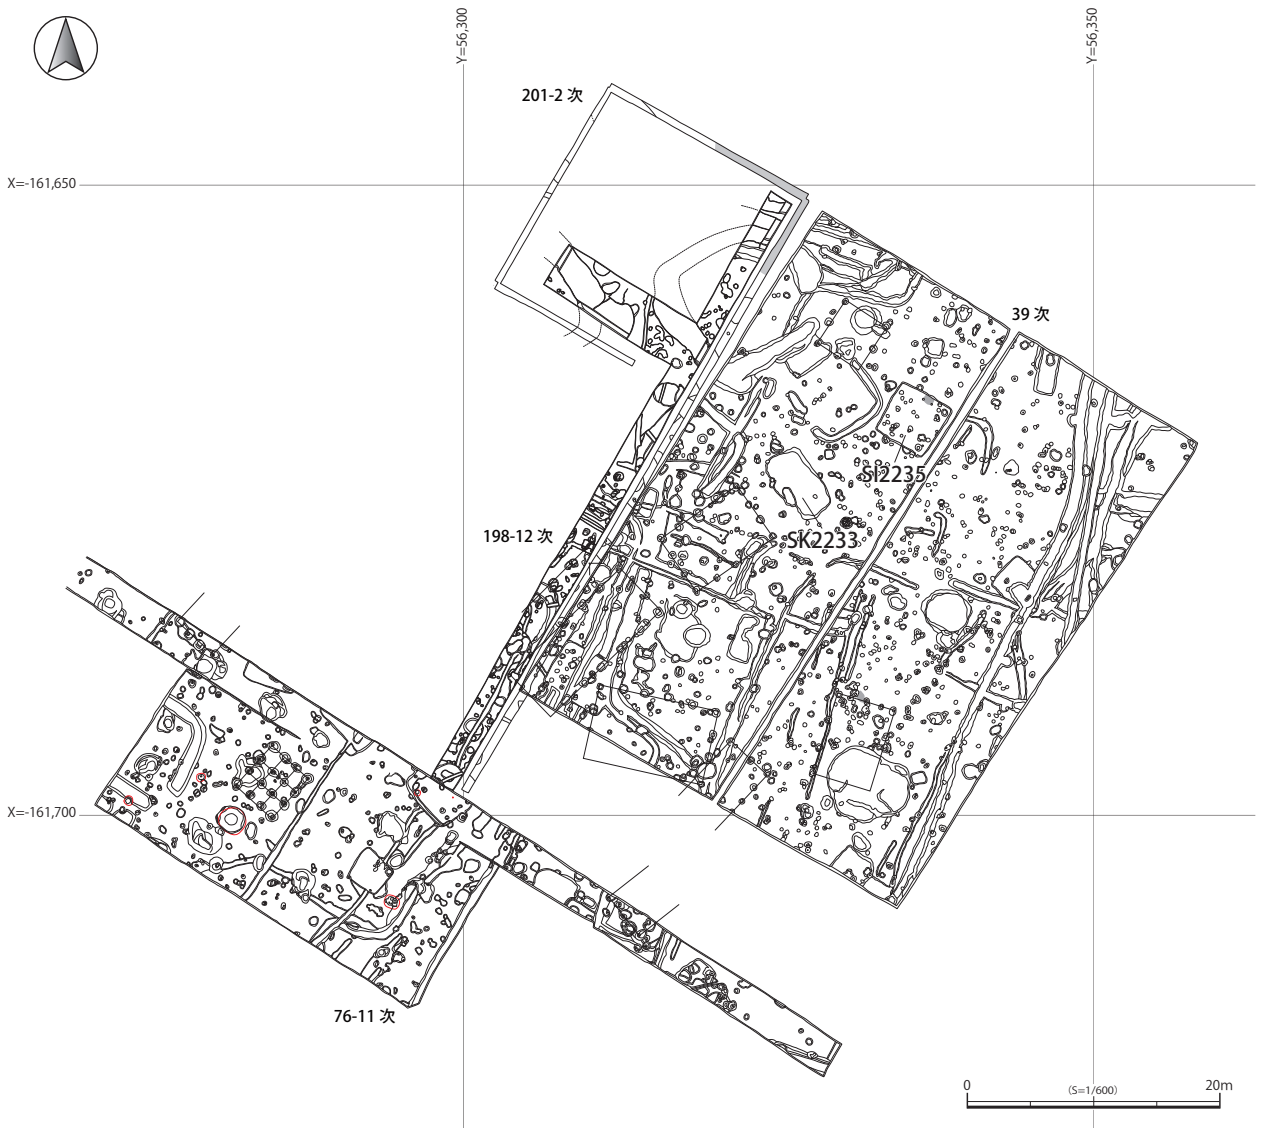 Y=56,300
Y=56,350
201-2 次
X=-161,650
39 次
SI2235
198-12 次
SK2233
X=-161,700
76-11 次
0
(S=1/600)
20m